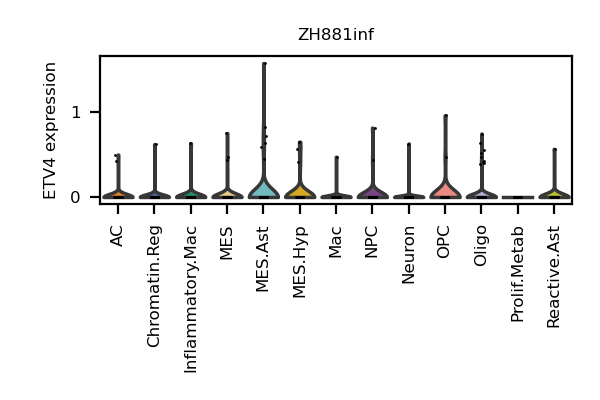 ZH881inf
ETV4 expression
1
0
AC
Chromatin.Reg
Inflammatory.Mac
MES
MES.Ast
MES.Hyp
Mac
NPC
Neuron
OPC
Oligo
Prolif.Metab
Reactive.Ast